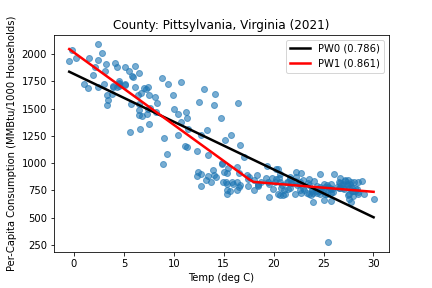 County: Pittsylvania, Virginia (2021)
Per-Capita Consumption (MMBtu/1000 Households)
2000
1750
1500
1250
1000
750
500
250
PW0 (0.786)
PW1 (0.861)
0 5 10 15 20 25 30
Temp (deg C)